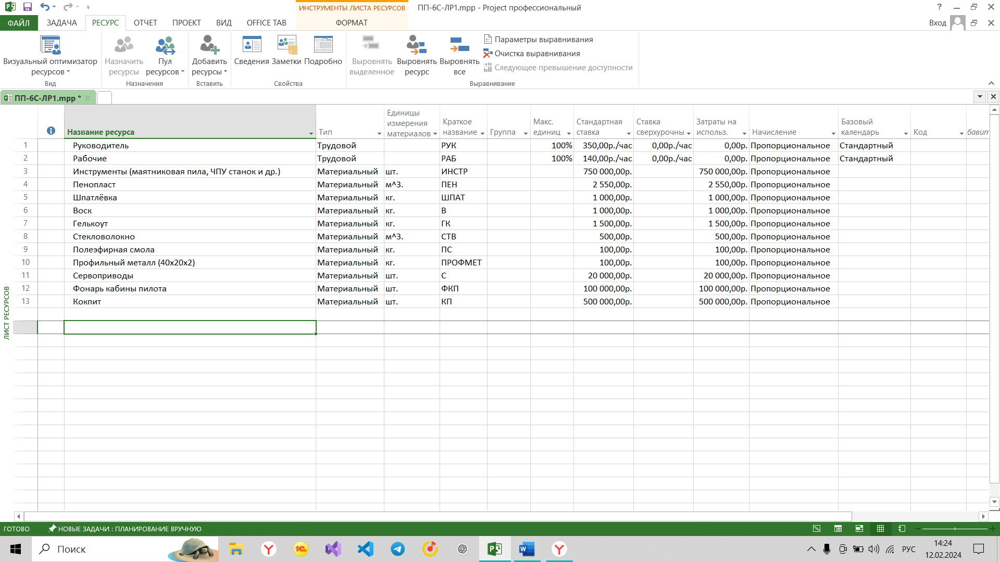 ИНСТРУМЕНТЫ ЛИСТА РЕСУРСОВ
ПП-6С-ЛР1.mpp - Project профессиональный
ФАЙЛ ЗАДАЧА РЕСУРС ОТЧЕТ ПРОЕКТ ВИД OFFICE TAB ФОРМАТ Вход
Визуальный оптимизатор ресурсов
Назначить ресурсы
Пул ресурсов
Добавить ресурсы
Сведения Заметки Подробно
Выровнять выделенное
Выровнять ресурс
Выровнять все
Параметры выравнивания
Очистка выравнивания
Следующее превышение доступности
Вид Назначения Вставить Свойства Выравнивание
ПП-6С-ЛР1.mpp *
Название ресурса Тип Единицы измерения материалов Краткое название Группа Макс. единиц Стандартная ставка Ставка сверхурочны Затраты на использ. Начисление Базовый календарь Код бавит
1 Руководитель Трудовой РУК 100% 350,00р./час 0,00р./час 0,00р. Пропорциональное Стандартный
2 Рабочие Трудовой РАБ 100% 140,00р./час 0,00р./час 0,00р. Пропорциональное Стандартный
3 Инструменты (маятниковая пила, ЧПУ станок и др.) Материальный шт. ИНСТР 750 000,00р. 750 000,00р. Пропорциональное
4 Пенопласт Материальный м^3. ПЕН 2 550,00р. 2 550,00р. Пропорциональное
5 Шпатлёвка Материальный кг. ШПАТ 1 000,00р. 1 000,00р. Пропорциональное
6 Воск Материальный кг. В 1 000,00р. 1 000,00р. Пропорциональное
7 Гелькоут Материальный кг. ГК 1 500,00р. 1 500,00р. Пропорциональное
8 Стекловолокно Материальный м^3. СТВ 500,00р. 500,00р. Пропорциональное
9 Полеэфирная смола Материальный кг. ПС 100,00р. 100,00р. Пропорциональное
10 Профильный металл (40х20х2) Материальный кг. ПРОФМЕТ 100,00р. 100,00р. Пропорциональное
11 Сервоприводы Материальный шт. С 20 000,00р. 20 000,00р. Пропорциональное
12 Фонарь кабины пилота Материальный шт. ФКП 100 000,00р. 100 000,00р. Пропорциональное
13 Кокпит Материальный шт. КП 500 000,00р. 500 000,00р. Пропорциональное
ЛИСТ РЕСУРСОВ
ГОТОВО НОВЫЕ ЗАДАЧИ : ПЛАНИРОВАНИЕ ВРУЧНУЮ
Поиск
РУС
14:24
12.02.2024